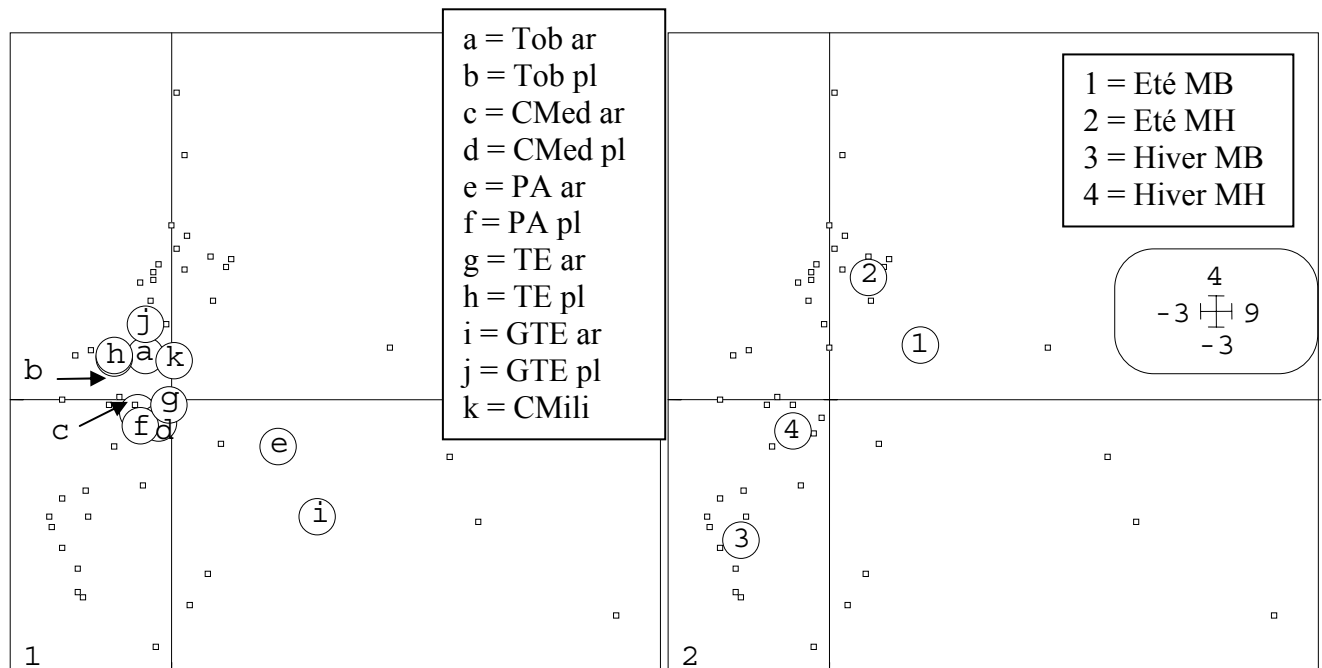 a = Tob ar
b = Tob pl
c = CMed ar
d = CMed pl
e = PA ar
f = PA pl
g = TE ar
h = TE pl
i = GTE ar
j = GTE pl
k = CMili
j
h a k
b
g
c f d
e
i
1
1 = Eté MB
2 = Eté MH
3 = Hiver MB
4 = Hiver MH
2
4
-3 9
-3
1
4
3
2